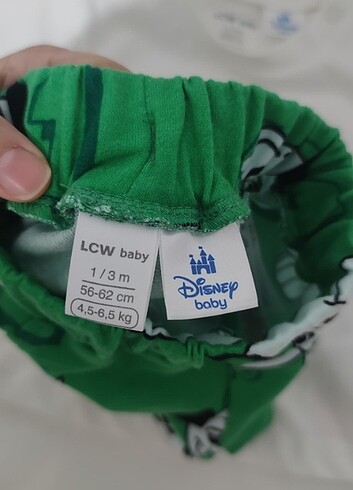 LCW baby
1 / 3 m
56-62 cm
4,5-6,5 kg
Disney
baby